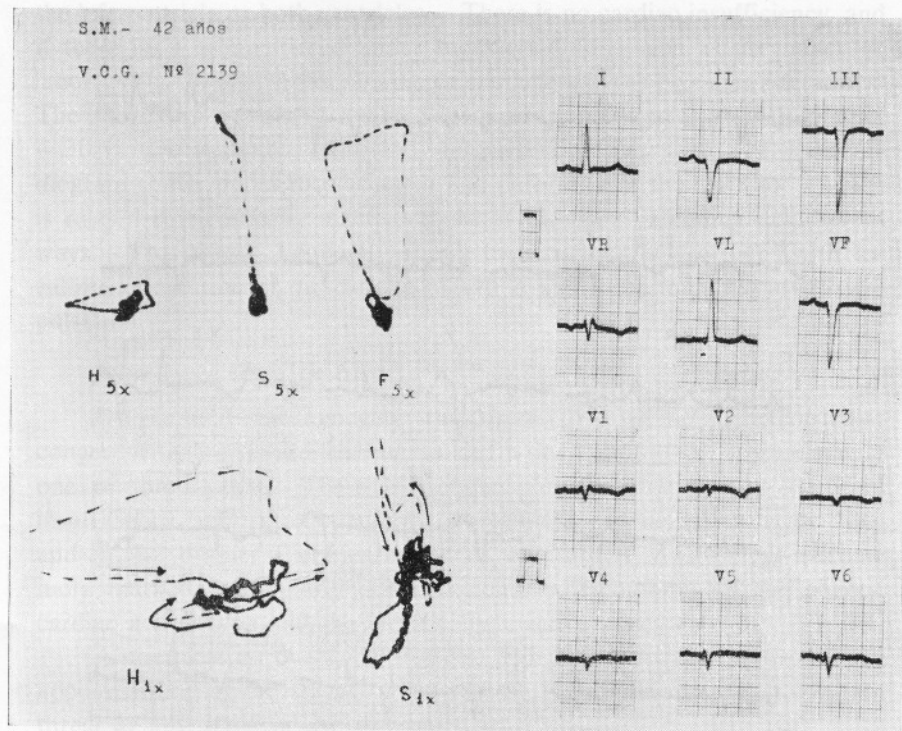 S.M.- 42 años
V.C.G. Nº 2139
I II III
VR VL VF
H5x S5x F5x
V1 V2 V3
V4 V5 V6
H1x S1x